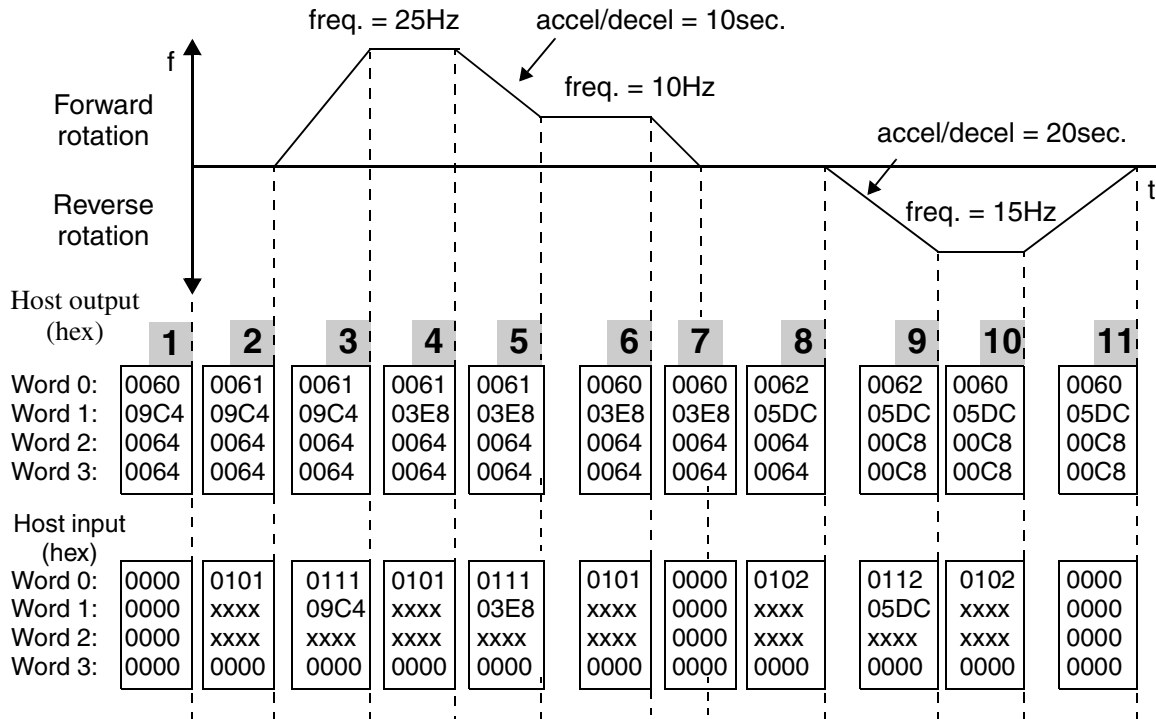 freq. = 25Hz
accel/decel = 10sec.
f
freq. = 10Hz
Forward
rotation
accel/decel = 20sec.
t
Reverse
rotation
freq. = 15Hz
Host output
(hex)
1 2 3 4 5 6 7 8 9 10 11
Word 0: 0060 0061 0061 0061 0061 0060 0060 0062 0062 0060 0060
Word 1: 09C4 09C4 09C4 03E8 03E8 03E8 03E8 05DC 05DC 05DC 05DC
Word 2: 0064 0064 0064 0064 0064 0064 0064 0064 00C8 00C8 00C8
Word 3: 0064 0064 0064 0064 0064 0064 0064 0064 00C8 00C8 00C8
Host input
(hex)
Word 0: 0000 0101 0111 0101 0111 0101 0000 0102 0112 0102 0000
Word 1: 0000 xxxx 09C4 xxxx 03E8 xxxx 0000 xxxx 05DC xxxx 0000
Word 2: 0000 xxxx xxxx xxxx xxxx xxxx 0000 xxxx xxxx xxxx 0000
Word 3: 0000 0000 0000 0000 0000 0000 0000 0000 0000 0000 0000